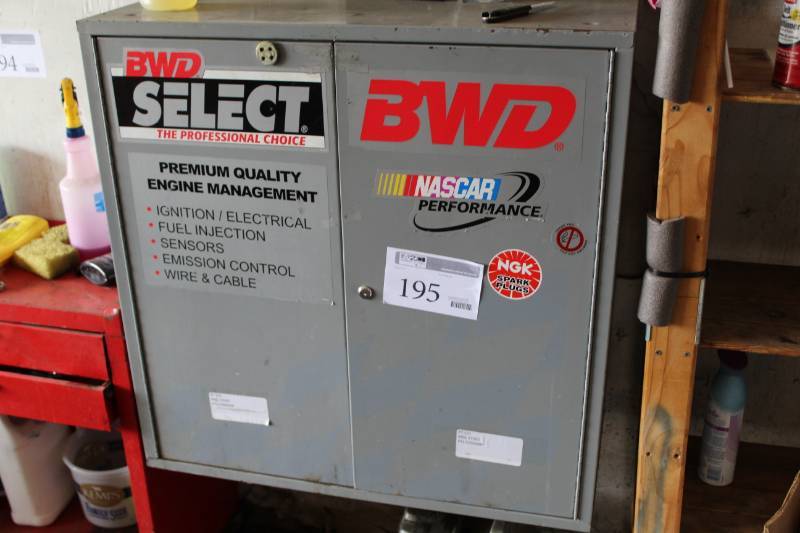 94
BWD
SELECT
THE PROFESSIONAL CHOICE
PREMIUM QUALITY
ENGINE MANAGEMENT
• IGNITION / ELECTRICAL
• FUEL INJECTION
• SENSORS
• EMISSION CONTROL
• WIRE & CABLE
BWD
NASCAR
PERFORMANCE
195
NGK
SPARK
PLUGS